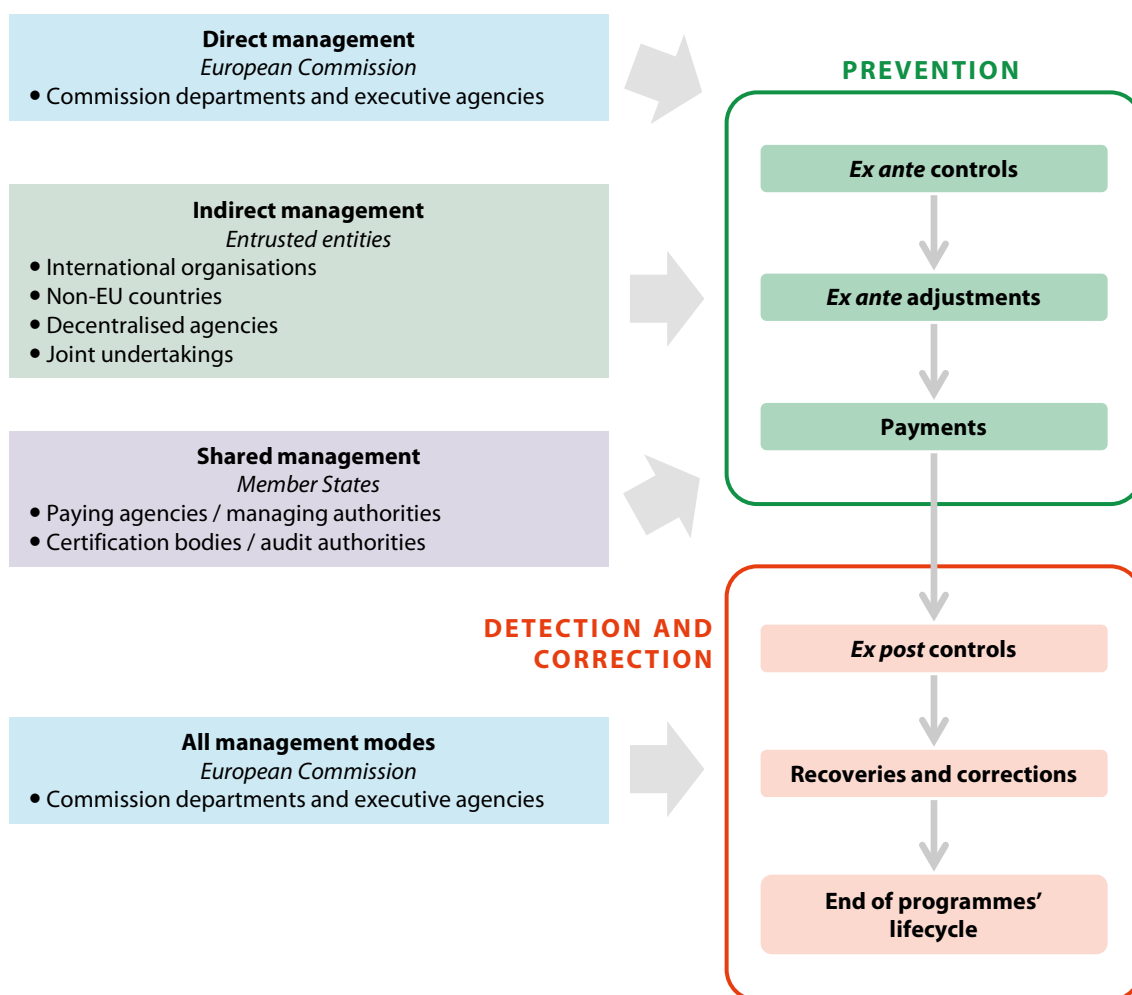 Direct management
European Commission
• Commission departments and executive agencies
Indirect management
Entrusted entities
• International organisations
• Non-EU countries
• Decentralised agencies
• Joint undertakings
Shared management
Member States
• Paying agencies / managing authorities
• Certification bodies / audit authorities
All management modes
European Commission
• Commission departments and executive agencies
PREVENTION
Ex ante controls
Ex ante adjustments
Payments
DETECTION AND
CORRECTION
Ex post controls
Recoveries and corrections
End of programmes’
lifecycle